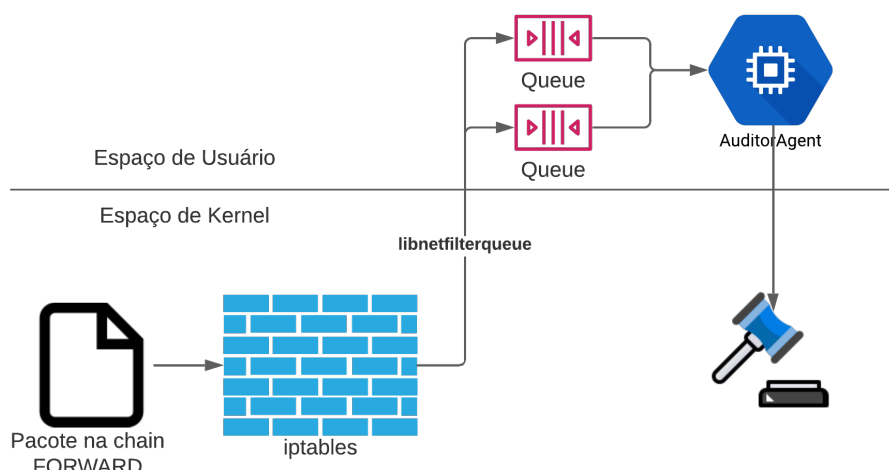 Queue
Queue
AuditorAgent
Espaço de Usuário
Espaço de Kernel
libnetfilterqueue
Pacote na chain
FORWARD
iptables